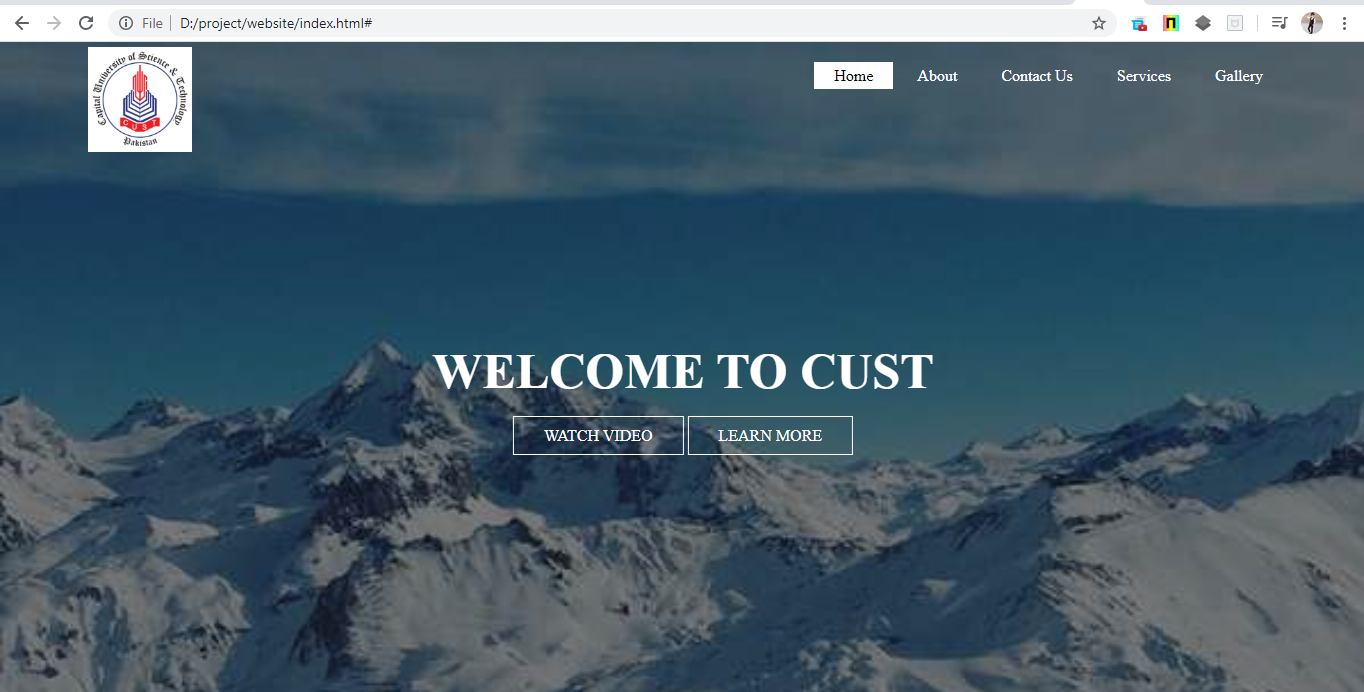 File D:/project/website/index.html#
Capital University of Science & Technology
CUST
Pakistan
Home About Contact Us Services Gallery
WELCOME TO CUST
WATCH VIDEO LEARN MORE